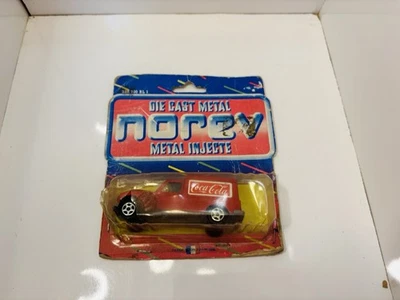 DIE CAST METAL
norev
METAL INJECTE
Coca-Cola